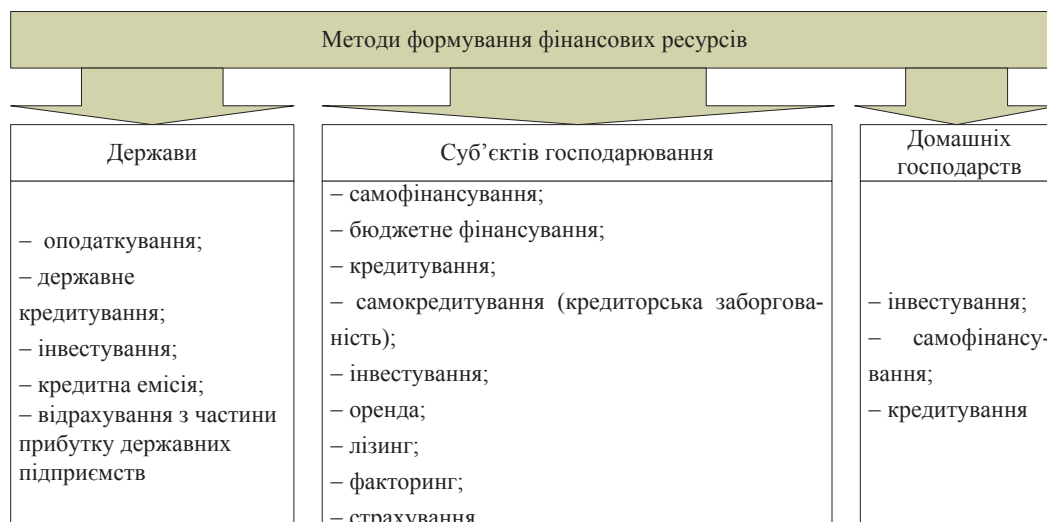 Методи формування фінансових ресурсів
Держави
– оподаткування;
– державне
кредитування;
– інвестування;
– кредитна емісія;
– відрахування з частини
прибутку державних
підприємств
Суб’єктів господарювання
– самофінансування;
– бюджетне фінансування;
– кредитування;
– самокредитування (кредиторська заборгова-
ність);
– інвестування;
– оренда;
– лізинг;
– факторинг;
– страхування
Домашніх
господарств
– інвестування;
– самофінансу-
вання;
– кредитування